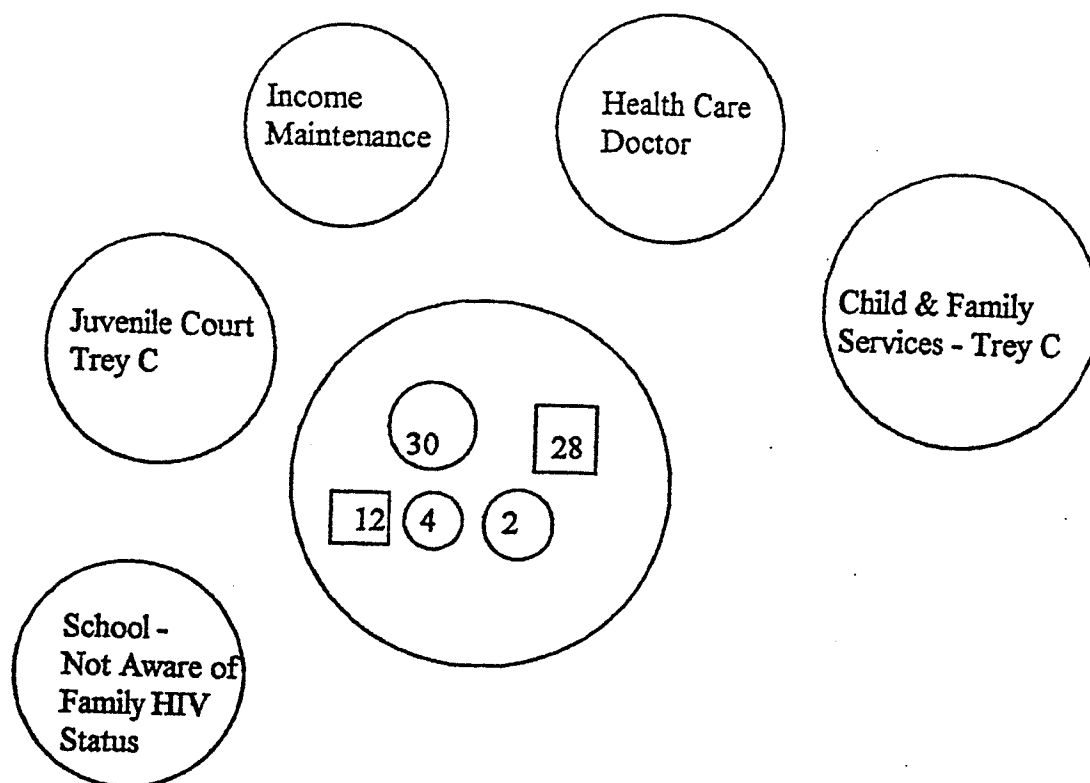 Income
Maintenance
Health Care
Doctor
Juvenile Court
Trey C
Child & Family
Services - Trey C
30
28
12
4
2
School -
Not Aware of
Family HIV
Status